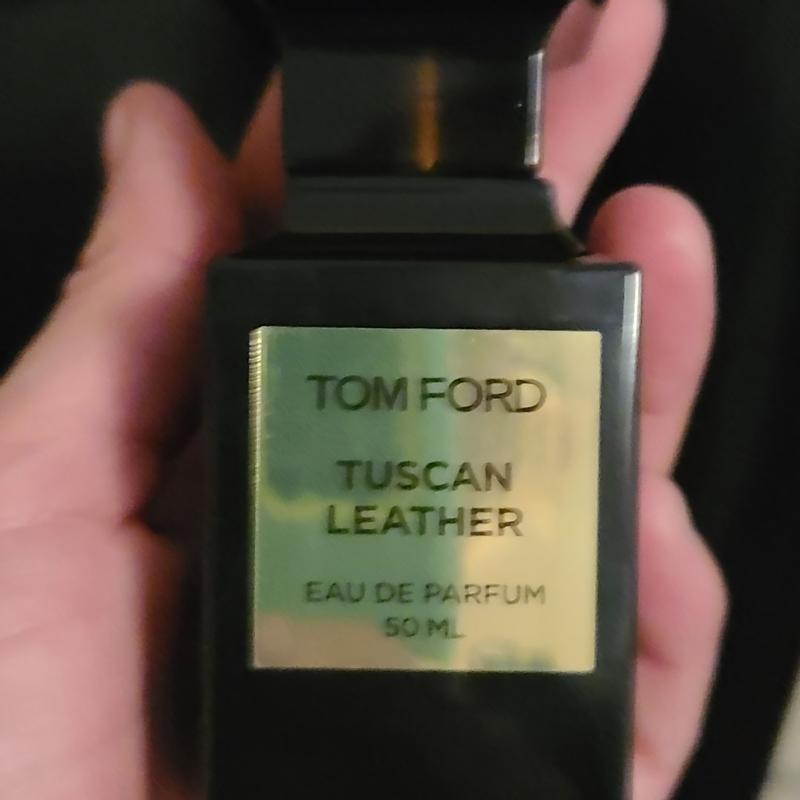 TOM FORD
TUSCAN
LEATHER
EAU DE PARFUM
50 ML